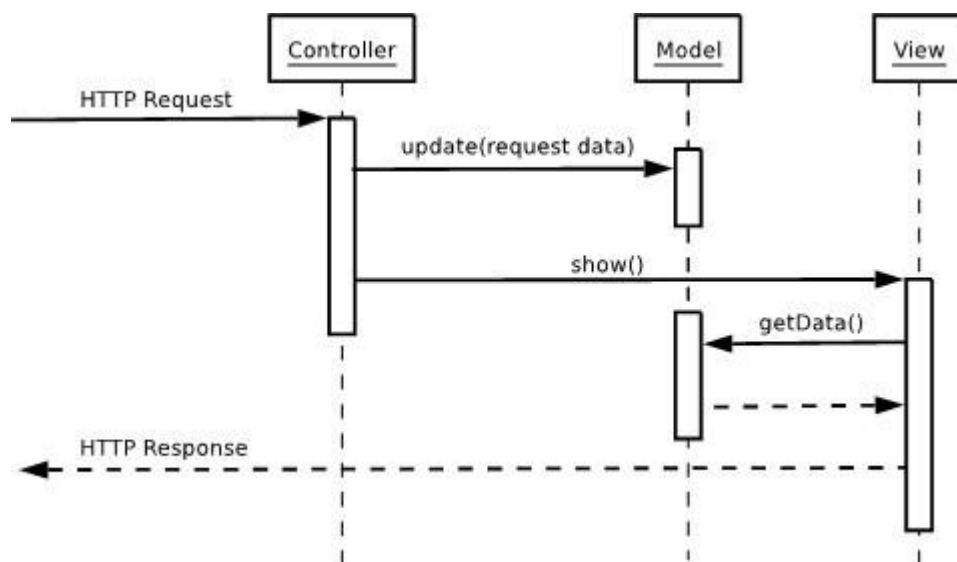 Controller
Model
View
HTTP Request
update(request data)
show()
getData()
HTTP Response